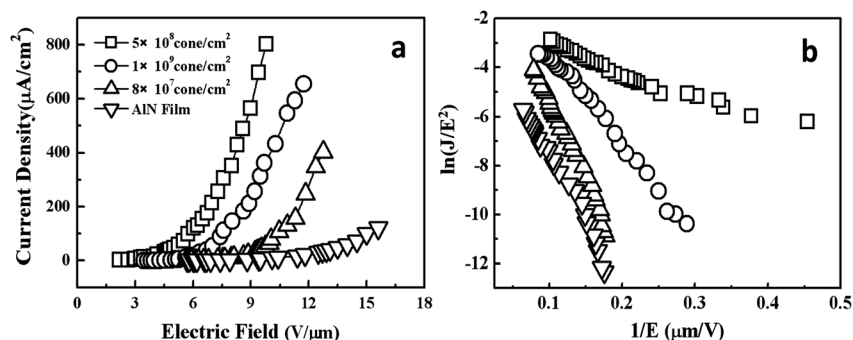 a
5× 10⁸cone/cm²
1× 10⁹cone/cm²
8× 10⁷cone/cm²
AlN Film
Current Density(μA/cm²)
800
600
400
200
0
0 3 6 9 12 15 18
Electric Field (V/μm)
b
ln(J/E²)
-2
-4
-6
-8
-10
-12
0.1 0.2 0.3 0.4 0.5
1/E (μm/V)